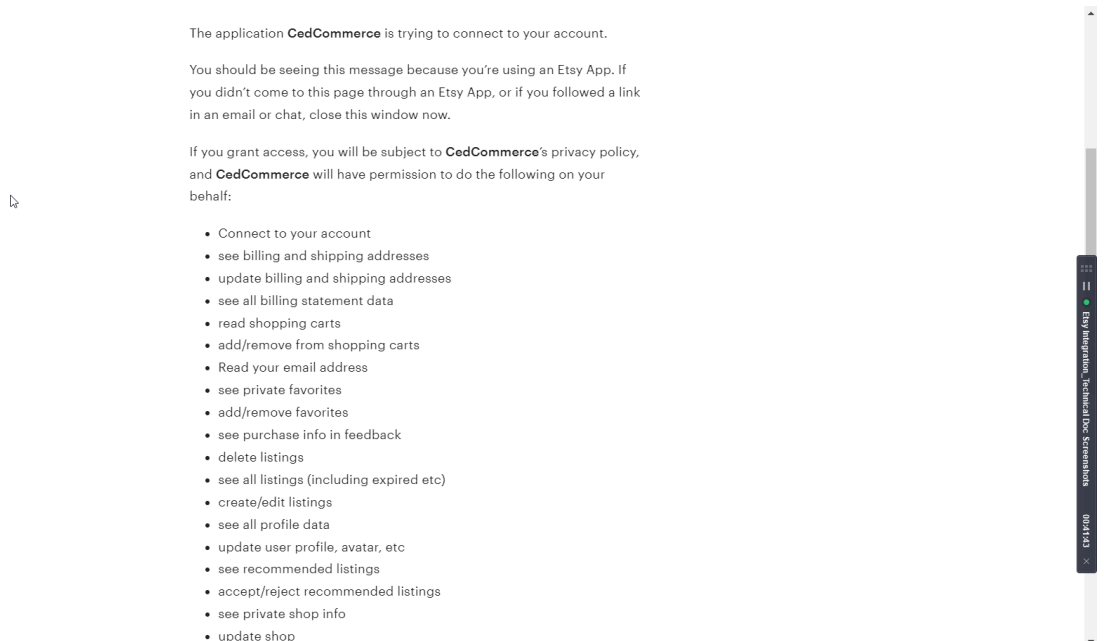 The application CedCommerce is trying to connect to your account.
You should be seeing this message because you're using an Etsy App. If
you didn't come to this page through an Etsy App, or if you followed a link
in an email or chat, close this window now.
If you grant access, you will be subject to CedCommerce's privacy policy,
and CedCommerce will have permission to do the following on your
behalf:
• Connect to your account
• see billing and shipping addresses
• update billing and shipping addresses
• see all billing statement data
• read shopping carts
• add/remove from shopping carts
• Read your email address
• see private favorites
• add/remove favorites
• see purchase info in feedback
• delete listings
• see all listings (including expired etc)
• create/edit listings
• see all profile data
• update user profile, avatar, etc
• see recommended listings
• accept/reject recommended listings
• see private shop info
• update shop
Etsy Integration_Technical Doc Screenshots
00:41:43